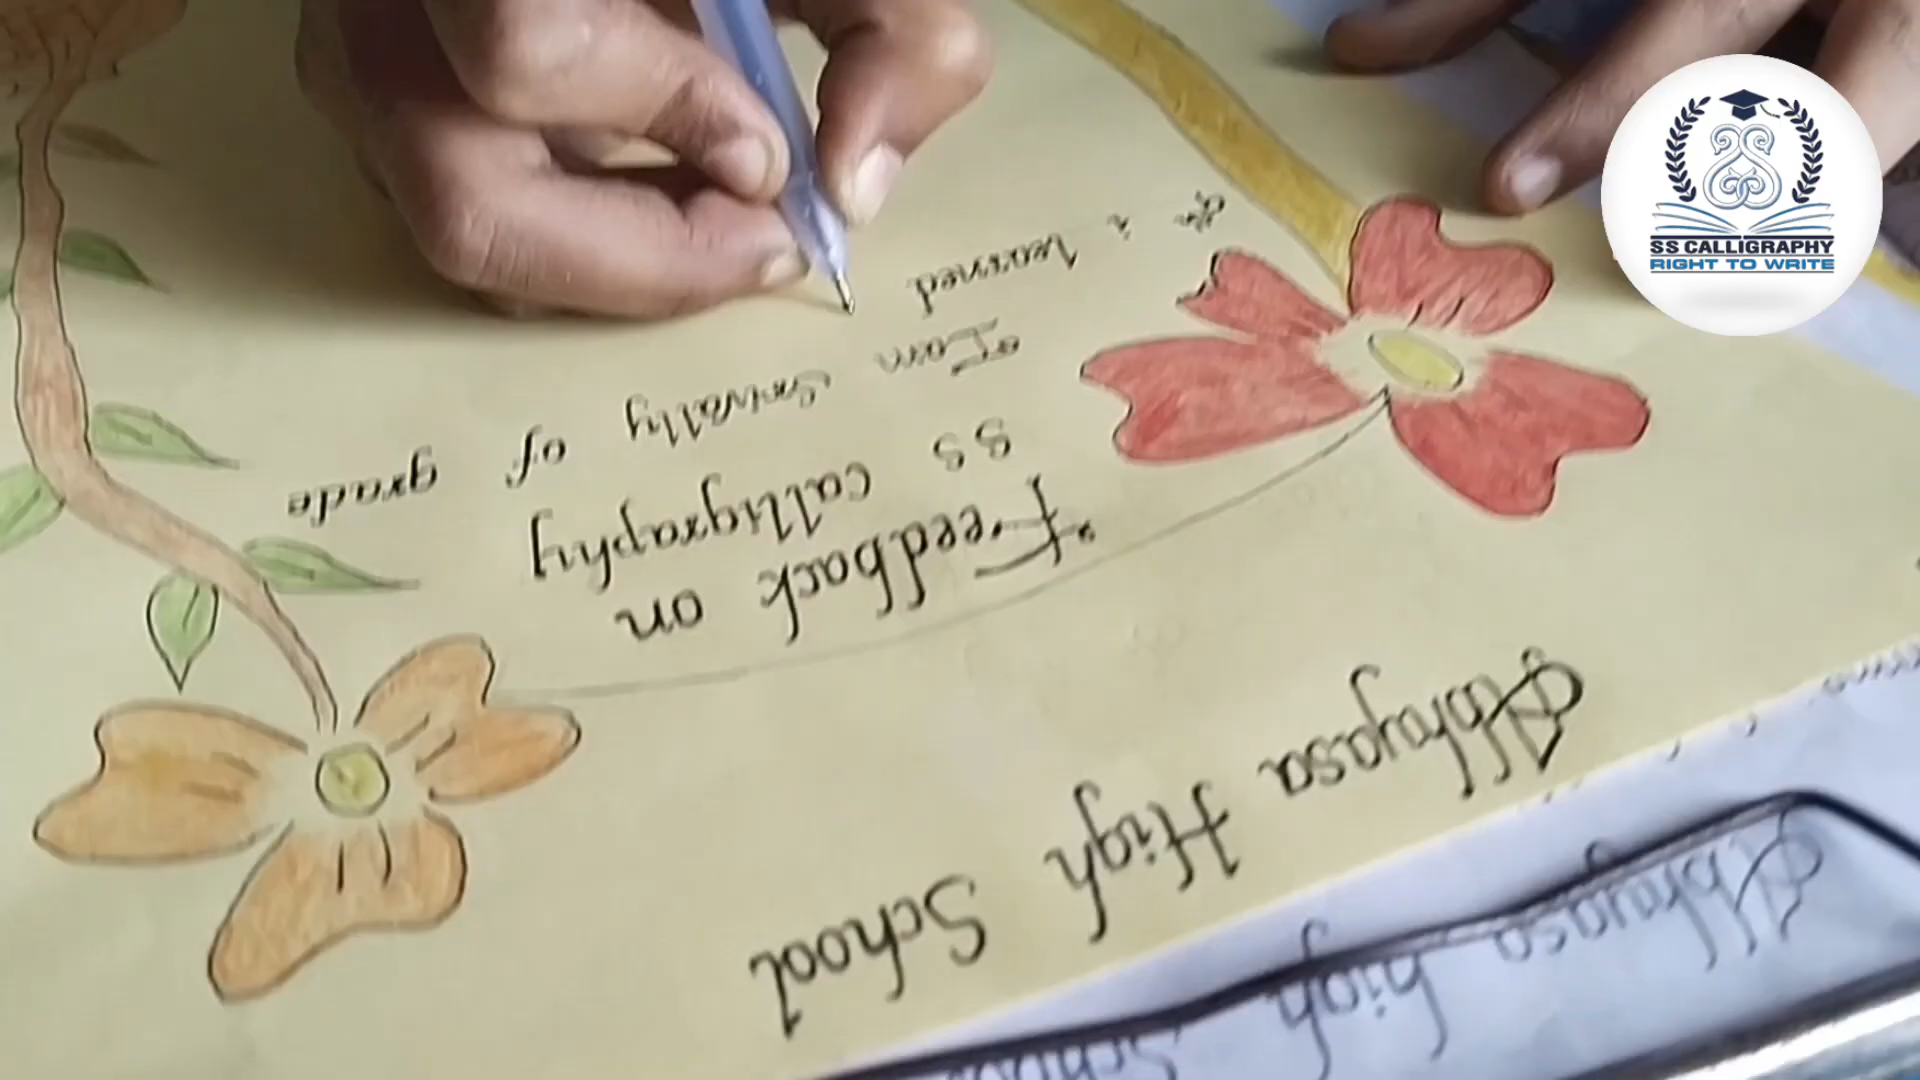 Abhyasa High School
Feedback on
SS calligraphy
I am of grade
i learned
Abhyasa high
SS CALLIGRAPHY
RIGHT TO WRITE